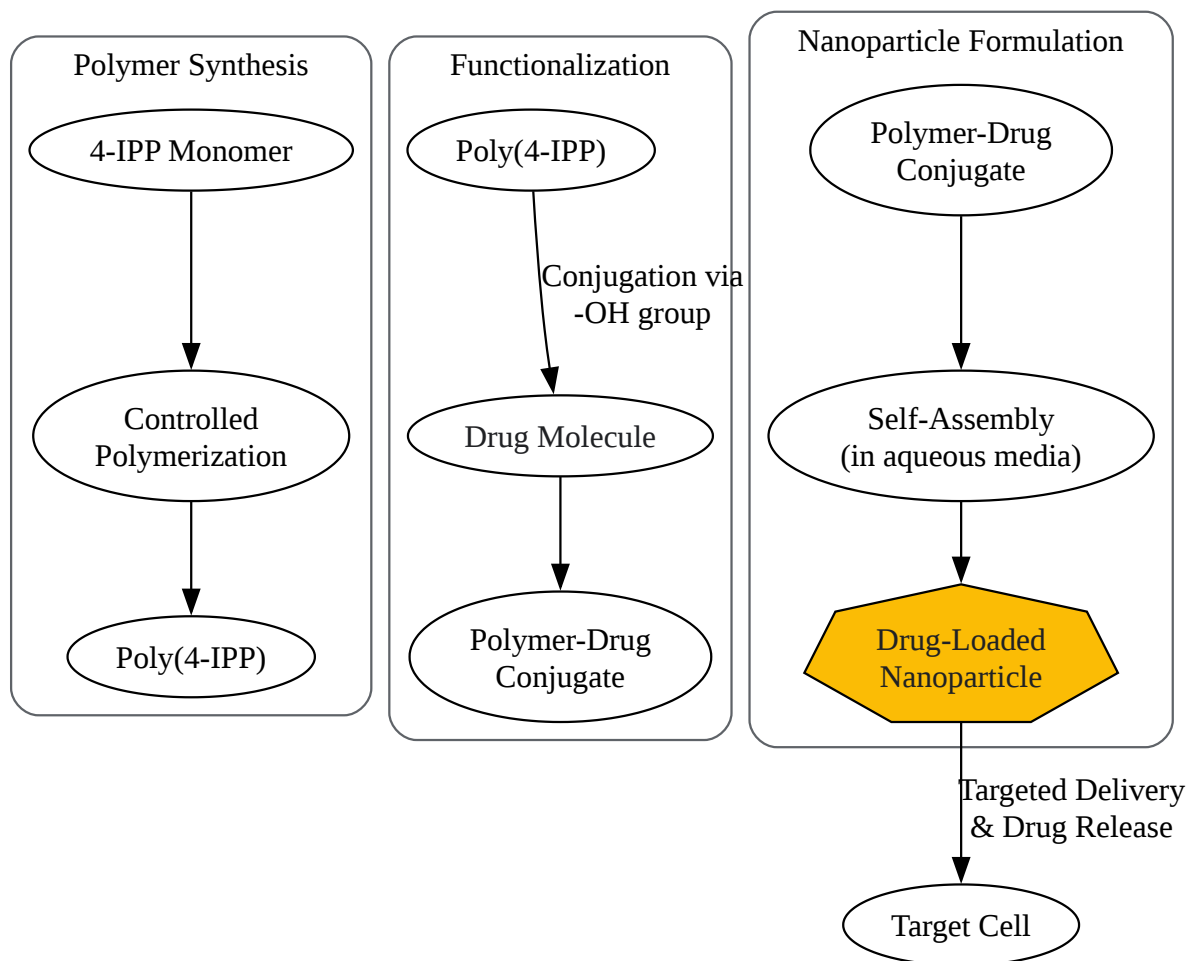 Polymer Synthesis
4-IPP Monomer
Controlled
Polymerization
Poly(4-IPP)
Functionalization
Poly(4-IPP)
Conjugation via
-OH group
Drug Molecule
Polymer-Drug
Conjugate
Nanoparticle Formulation
Polymer-Drug
Conjugate
Self-Assembly
(in aqueous media)
Drug-Loaded
Nanoparticle
Targeted Delivery
& Drug Release
Target Cell